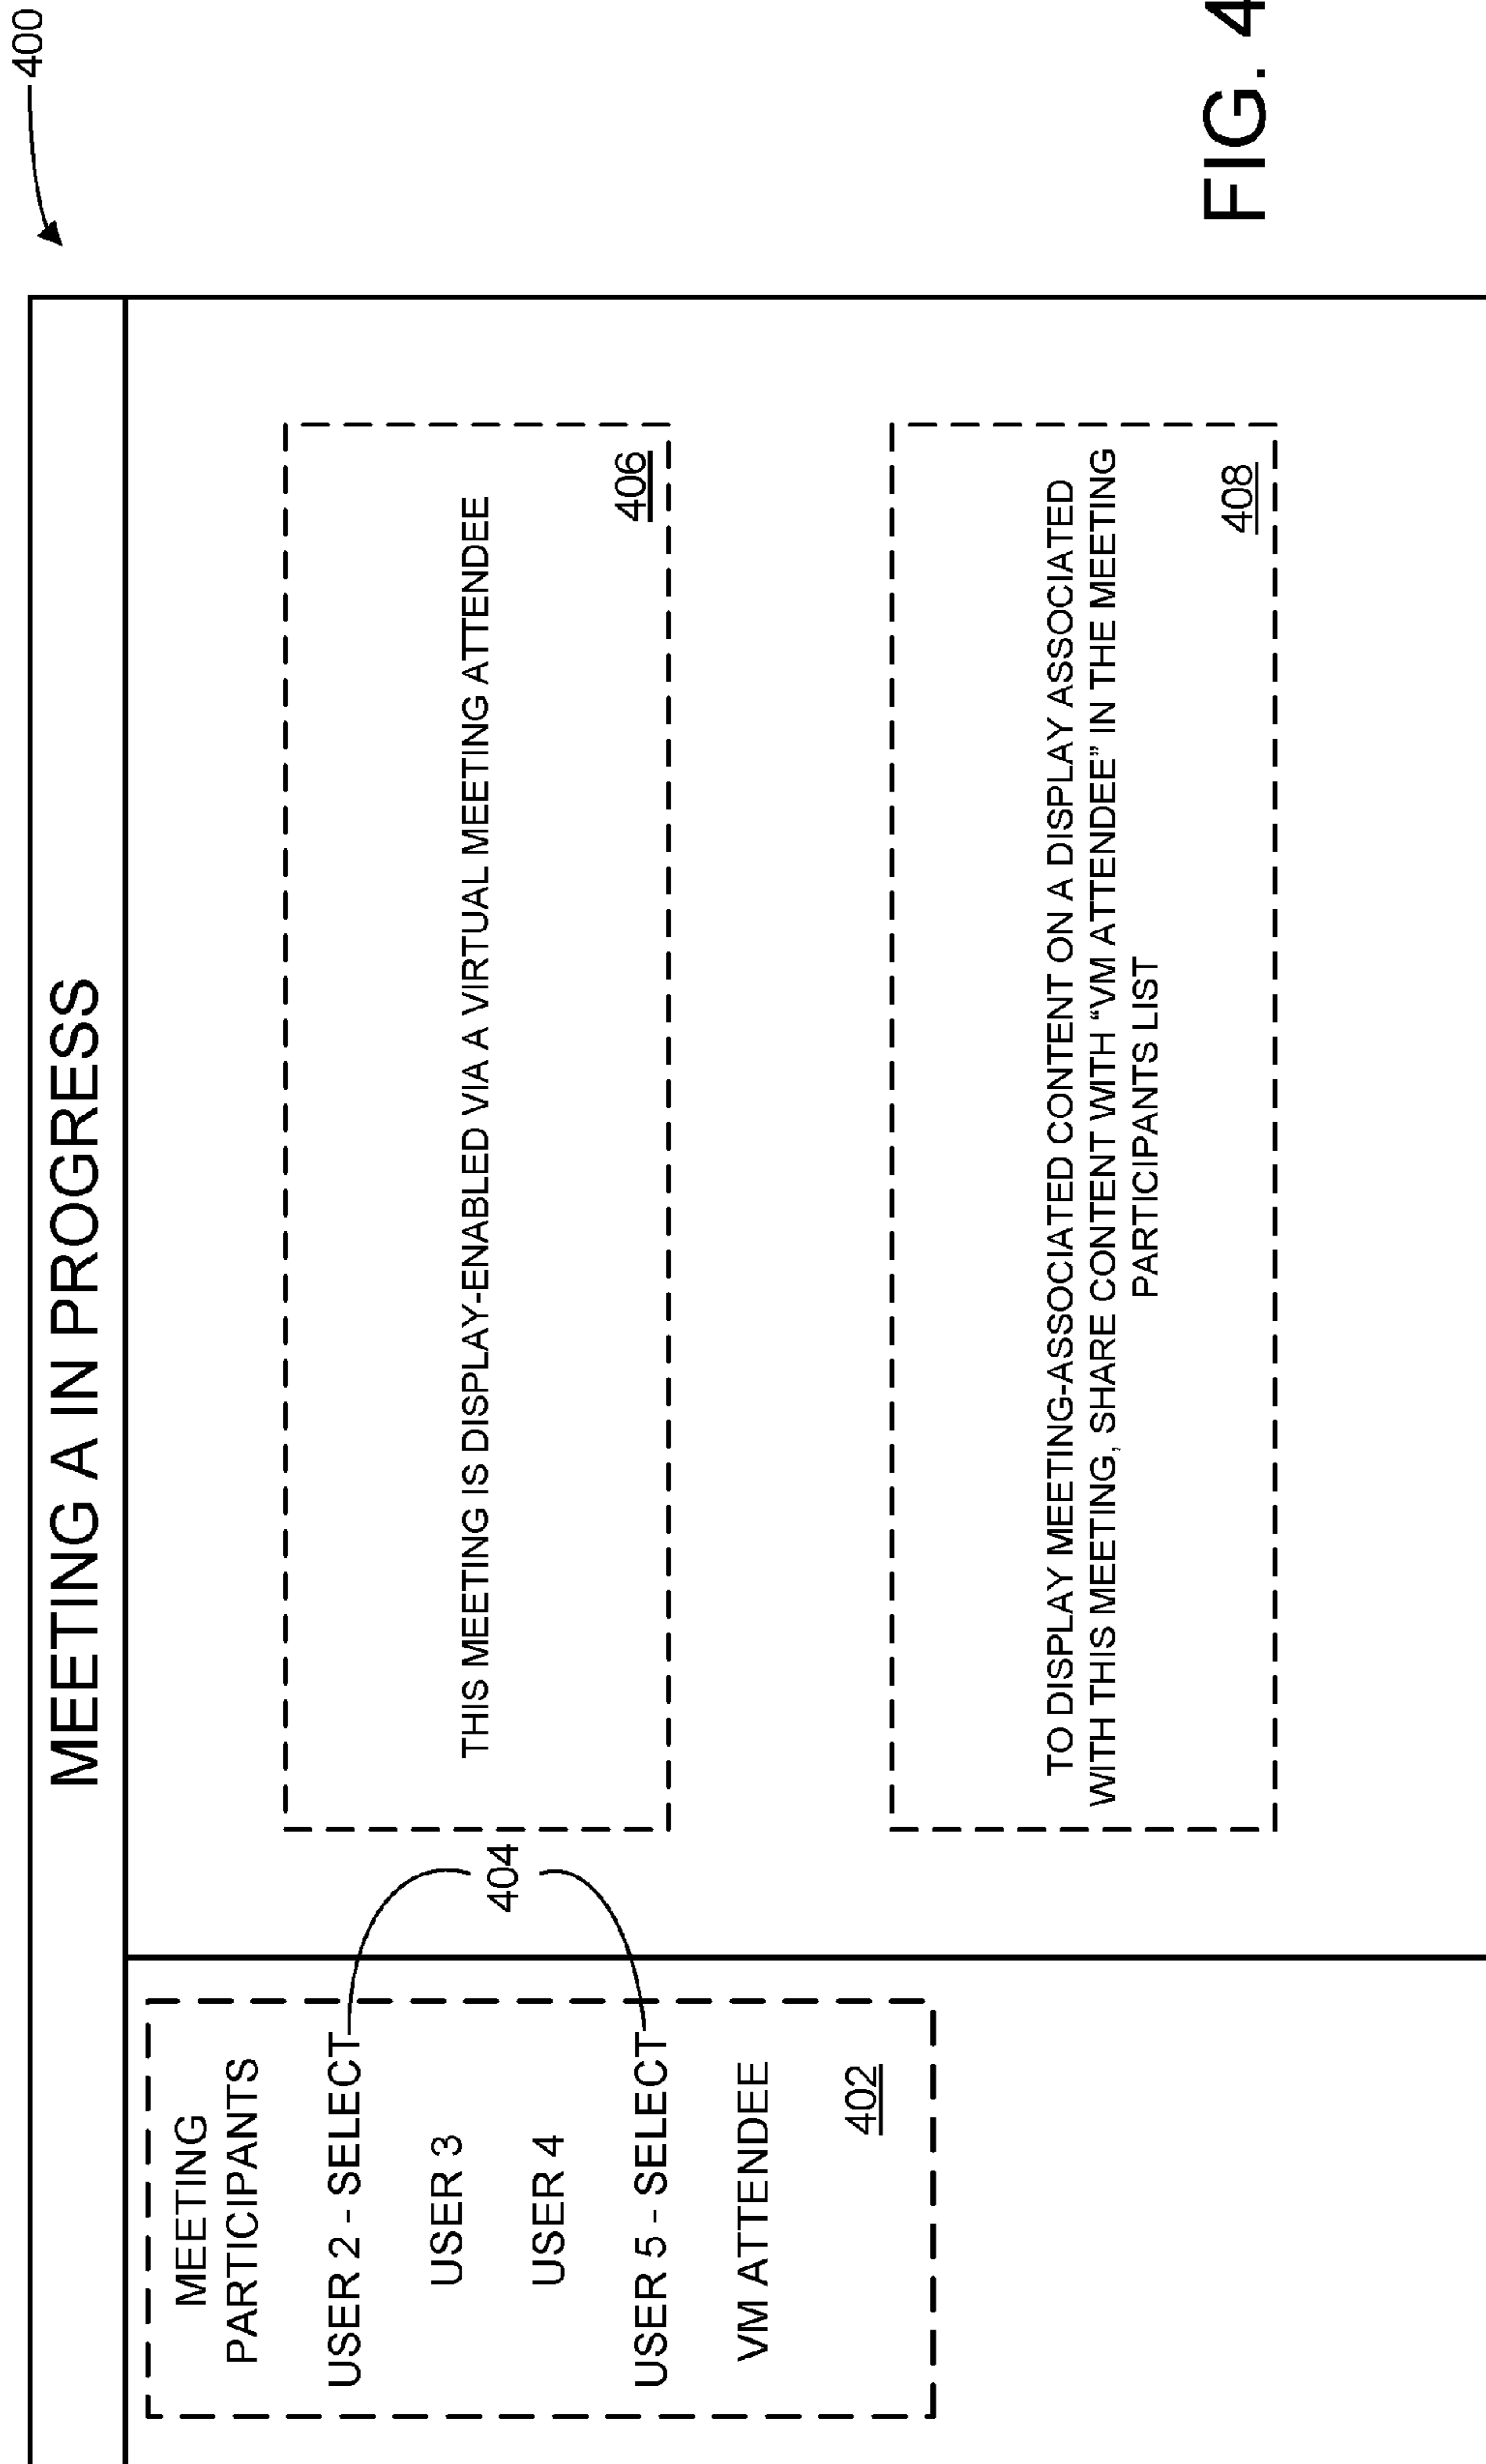 400
MEETING A IN PROGRESS
MEETING
PARTICIPANTS
USER 2 - SELECT
USER 3
USER 4
USER 5 - SELECT
VM ATTENDEE
402
404
THIS MEETING IS DISPLAY-ENABLED VIA A VIRTUAL MEETING ATTENDEE
406
TO DISPLAY MEETING-ASSOCIATED CONTENT ON A DISPLAY ASSOCIATED
WITH THIS MEETING, SHARE CONTENT WITH “VM ATTENDEE” IN THE MEETING
PARTICIPANTS LIST
408
FIG. 4